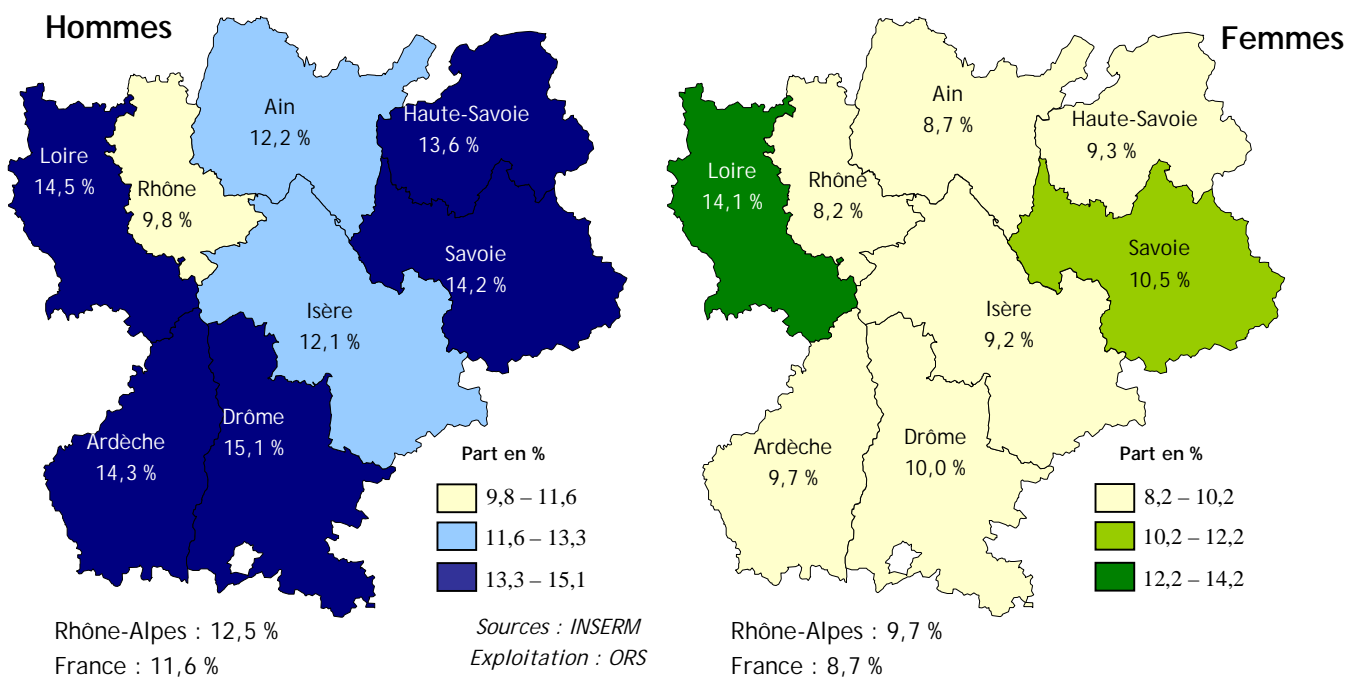 Hommes
Ain
12,2 %
Haute-Savoie
13,6 %
Loire
14,5 %
Rhône
9,8 %
Savoie
14,2 %
Isère
12,1 %
Drôme
15,1 %
Ardèche
14,3 %
Part en %
9,8 – 11,6
11,6 – 13,3
13,3 – 15,1
Rhône-Alpes : 12,5 %
France : 11,6 %
Sources : INSERM
Exploitation : ORS
Femmes
Ain
8,7 %
Haute-Savoie
9,3 %
Loire
14,1 %
Rhône
8,2 %
Savoie
10,5 %
Isère
9,2 %
Drôme
10,0 %
Ardèche
9,7 %
Part en %
8,2 – 10,2
10,2 – 12,2
12,2 – 14,2
Rhône-Alpes : 9,7 %
France : 8,7 %